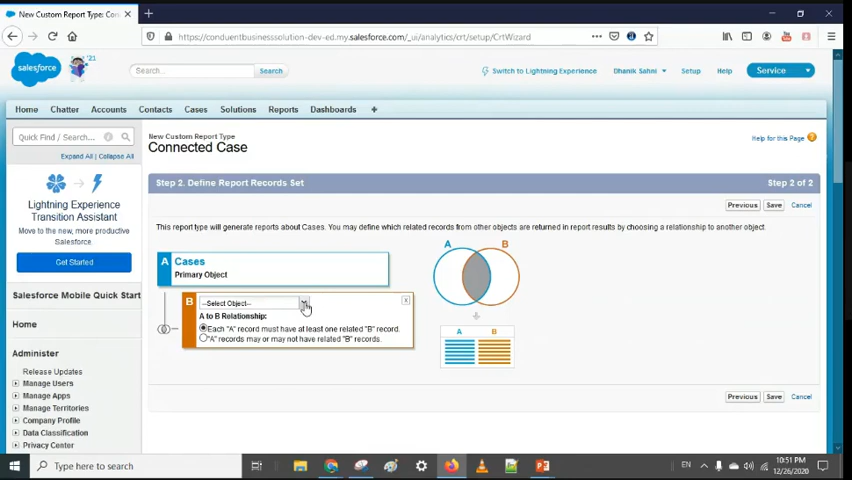 Home | Salesforce - Develope
https://conduentbusinesssolution-dev-ed.my.salesforce.com/_ui/analytics/crt/setup/CrtWizard
salesforce
'21
Search...
Search
Switch to Lightning Experience
Dhanik Sahni
Setup
Help
Service
Home Chatter Accounts Contacts Cases Solutions Reports Dashboards +
Quick Find / Search...
Expand All | Collapse All
Lightning Experience
Transition Assistant
Move to the new, more productive
Salesforce.
Get Started
Salesforce Mobile Quick Start
Home
Administer
Release Updates
Manage Users
Manage Apps
Manage Territories
Company Profile
Data Classification
Privacy Center
New Custom Report Type
Connected Case
Help for this Page
Step 2. Define Report Records Set
Step 2 of 2
Previous Save Cancel
This report type will generate reports about Cases. You may define which related records from other objects are returned in report results by choosing a relationship to another object.
A Cases
Primary Object
B --Select Object--
x
A to B Relationship:
Each "A" record must have at least one related "B" record.
"A" records may or may not have related "B" records.
A B
A B
Previous Save Cancel
Type here to search
EN
10:51 PM
12/26/2020